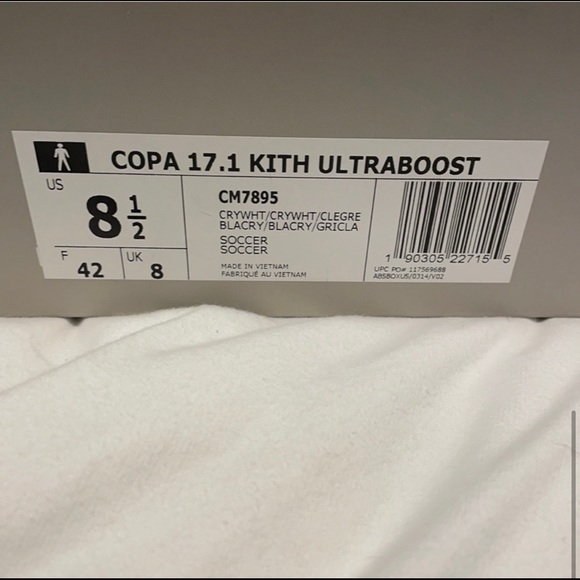 COPA 17.1 KITH ULTRABOOST
US
8 1/2
F
42
UK
8
CM7895
CRYWHT/CRYWHT/CLEGRE
BLACRY/BLACRY/GRICLA
SOCCER
SOCCER
MADE IN VIETNAM
FABRIQUÉ AU VIETNAM
1 90305 22715 5
UPC PO# 117569688
ABSBOXUS/0314/V02